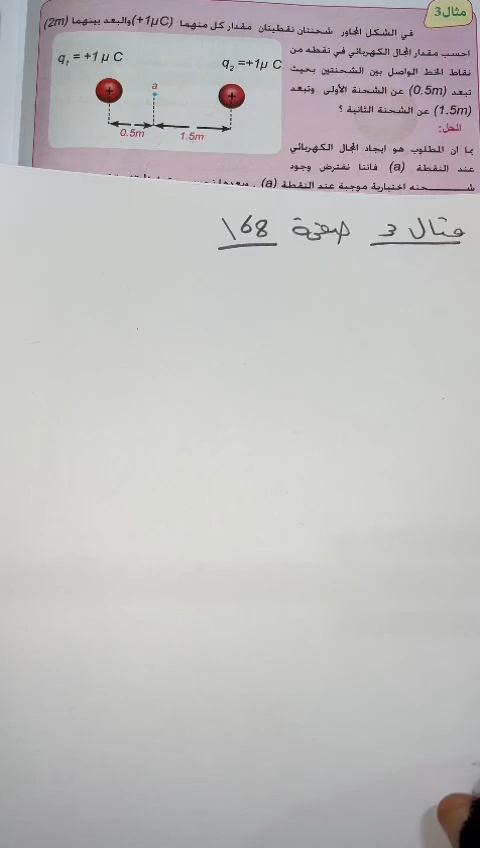 مثال3
في الشكل المجاور شحنتان نقطيتان مقدار كل منهما (+1μC) والبعد بينهما (2m)
احسب مقدار المجال الكهربائي في نقطه من
نقاط الخط الواصل بين الشحنتين بحيث
تبعد (0.5m) عن الشحنة الأولى وتبعد
(1.5m) عن الشحنة الثانية ؟
الحل:
بما ان المطلوب هو ايجاد المجال الكهربائي
عند النقطة (a) فاننا نفترض وجود
شـــحنه اختبارية موجبة عند النقطة (a)
q₁ = +1 μ C
q₂ =+1μ C
a
+
+
0.5m
1.5m
مثال 3 صفحة 168